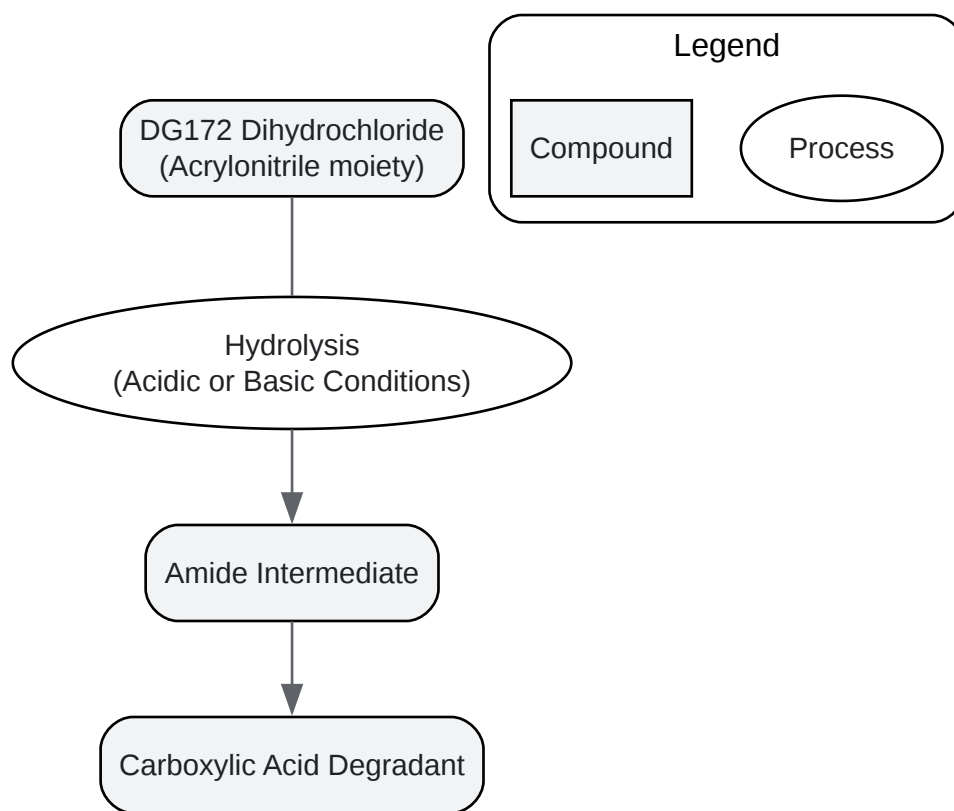 Legend
DG172 Dihydrochloride
(Acrylonitrile moiety)
Compound
Process
Hydrolysis
(Acidic or Basic Conditions)
Amide Intermediate
Carboxylic Acid Degradant